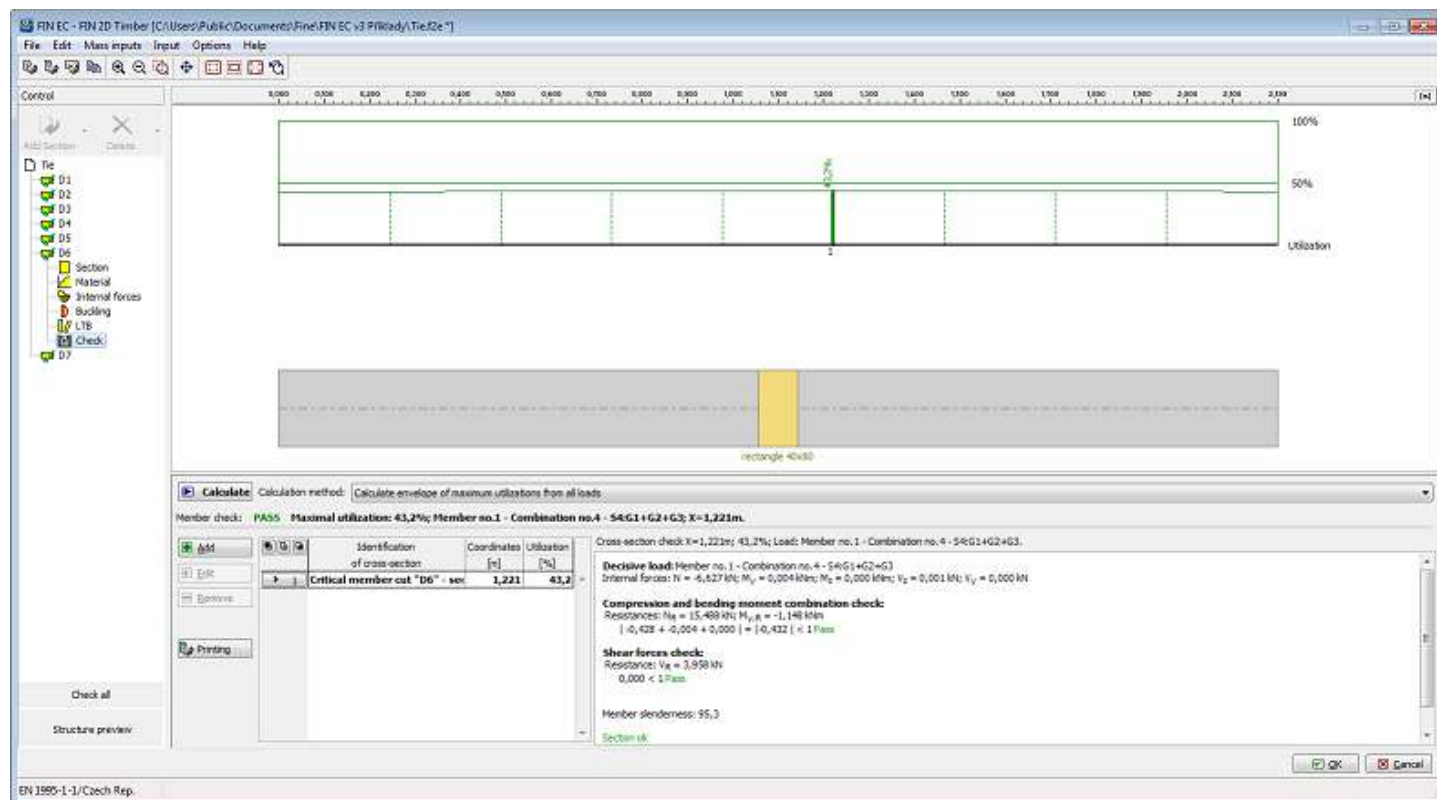 FIN EC - FIN 2D Timber [C:\Users\Public\Documents\Fine\FIN EC v3 Příklady\Tie.f2e *]
File Edit Mass inputs Input Options Help
Control
[m]
Add Section Delete
Tie
D1
D2
D3
D4
D5
D6
Section
Material
Internal forces
Buckling
LTB
Check
D7
100%
43,2%
50%
Utilization
1
rectangle 40x80
Calculate Calculation method: Calculate envelope of maximum utilizations from all loads
Member check: PASS Maximal utilization: 43,2%; Member no.1 - Combination no.4 - S4:G1+G2+G3; X=1,221m.
Add
Edit
Remove
Printing
Identification of cross-section Coordinates [m] Utilization [%]
1 Critical member cut "D6" - sec 1,221 43,2
Cross-section check X=1,221m; 43,2%; Load: Member no. 1 - Combination no. 4 - S4:G1+G2+G3.
Decisive load: Member no. 1 - Combination no. 4 - S4:G1+G2+G3
Internal forces: N = -6,627 kN; My = 0,004 kNm; Mz = 0,000 kNm; Vz = 0,001 kN; Vy = 0,000 kN
Compression and bending moment combination check:
Resistances: NR = 15,488 kN; My,R = -1,148 kNm
| -0,428 + -0,004 + 0,000 | = |-0,432 | < 1 Pass
Shear forces check:
Resistance: VR = 3,958 kN
0,000 < 1 Pass
Member slenderness: 95,3
Section ok
Check all
Structure preview
OK Cancel
EN 1995-1-1/Czech Rep.